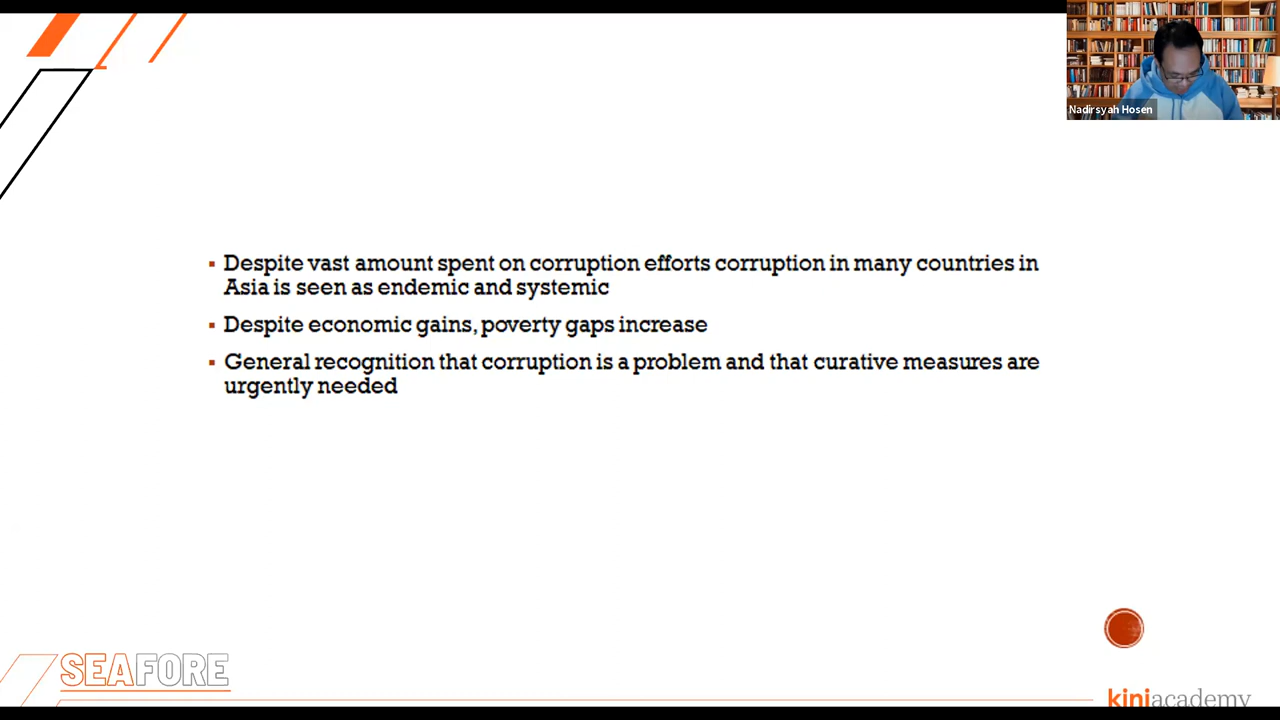 Nadirsyah Hosen
▪ Despite vast amount spent on corruption efforts corruption in many countries in
Asia is seen as endemic and systemic
▪ Despite economic gains, poverty gaps increase
▪ General recognition that corruption is a problem and that curative measures are
urgently needed
SEAFORE
kiniacademy